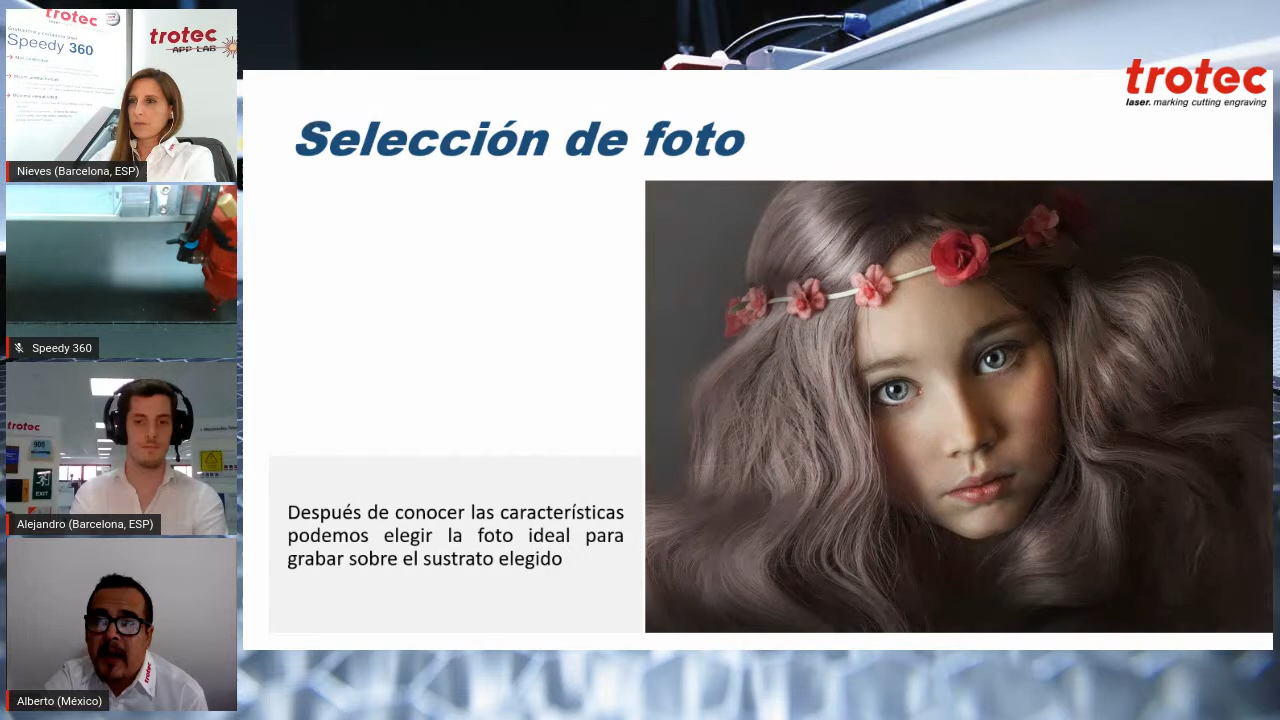 trotec
Speedy 360
trotec
APP LAB
Nieves (Barcelona, ESP)
Speedy 360
trotec
908
EXIT
Alejandro (Barcelona, ESP)
trotec
Alberto (México)
trotec
laser. marking cutting engraving
Selección de foto
Después de conocer las características
podemos elegir la foto ideal para
grabar sobre el sustrato elegido